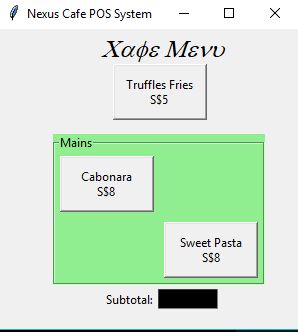 Nexus Cafe POS System
Χαφε Μενυ
Truffles Fries
S$5
Mains
Cabonara
S$8
Sweet Pasta
S$8
Subtotal: